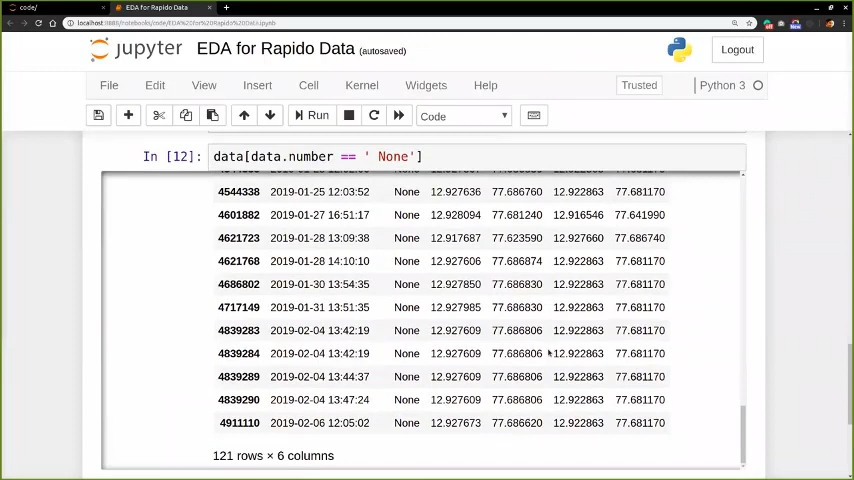 code/
EDA for Rapido Data
localhost:8888/notebooks/code/EDA%20for%20Rapido%20Data.ipynb
jupyter EDA for Rapido Data (autosaved)
Logout
File Edit View Insert Cell Kernel Widgets Help
Trusted Python 3
Run Code
In [12]: data[data.number == ' None']
4544338 2019-01-25 12:03:52 None 12.927636 77.686760 12.922863 77.681170
4601882 2019-01-27 16:51:17 None 12.928094 77.681240 12.916546 77.641990
4621723 2019-01-28 13:09:38 None 12.917687 77.623590 12.927660 77.686740
4621768 2019-01-28 14:10:10 None 12.927606 77.686874 12.922863 77.681170
4686802 2019-01-30 13:54:35 None 12.927850 77.686830 12.922863 77.681170
4717149 2019-01-31 13:51:35 None 12.927985 77.686830 12.922863 77.681170
4839283 2019-02-04 13:42:19 None 12.927609 77.686806 12.922863 77.681170
4839284 2019-02-04 13:42:19 None 12.927609 77.686806 12.922863 77.681170
4839289 2019-02-04 13:44:37 None 12.927609 77.686806 12.922863 77.681170
4839290 2019-02-04 13:47:24 None 12.927609 77.686806 12.922863 77.681170
4911110 2019-02-06 12:05:02 None 12.927673 77.686620 12.922863 77.681170
121 rows × 6 columns